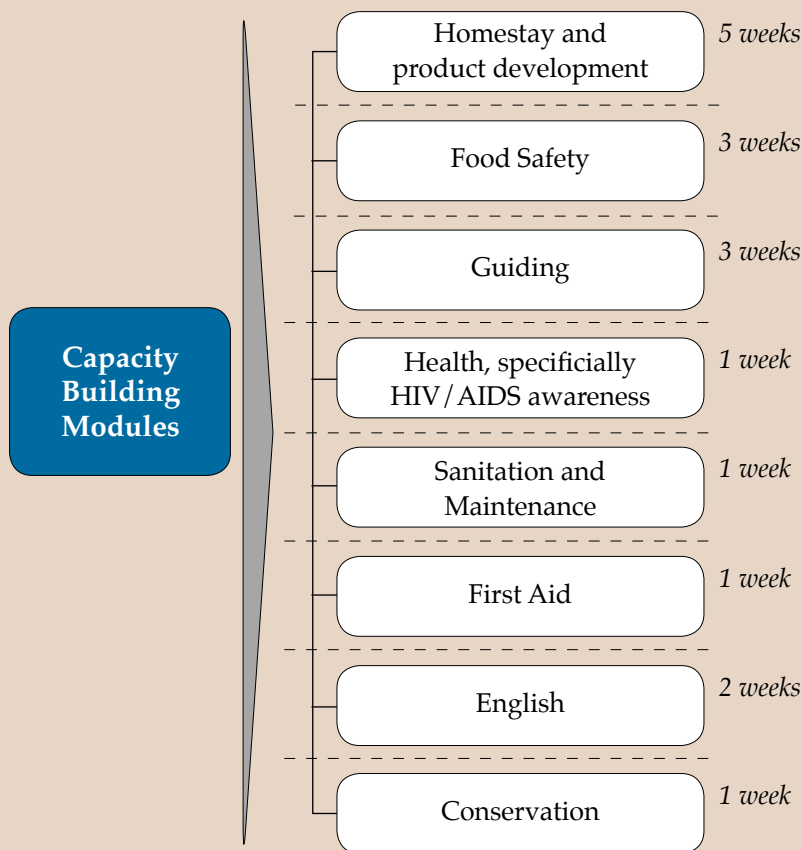 Homestay and
product development
5 weeks
Food Safety
3 weeks
Guiding
3 weeks
Capacity
Building
Modules
Health, specificially
HIV/AIDS awareness
1 week
Sanitation and
Maintenance
1 week
First Aid
1 week
English
2 weeks
Conservation
1 week